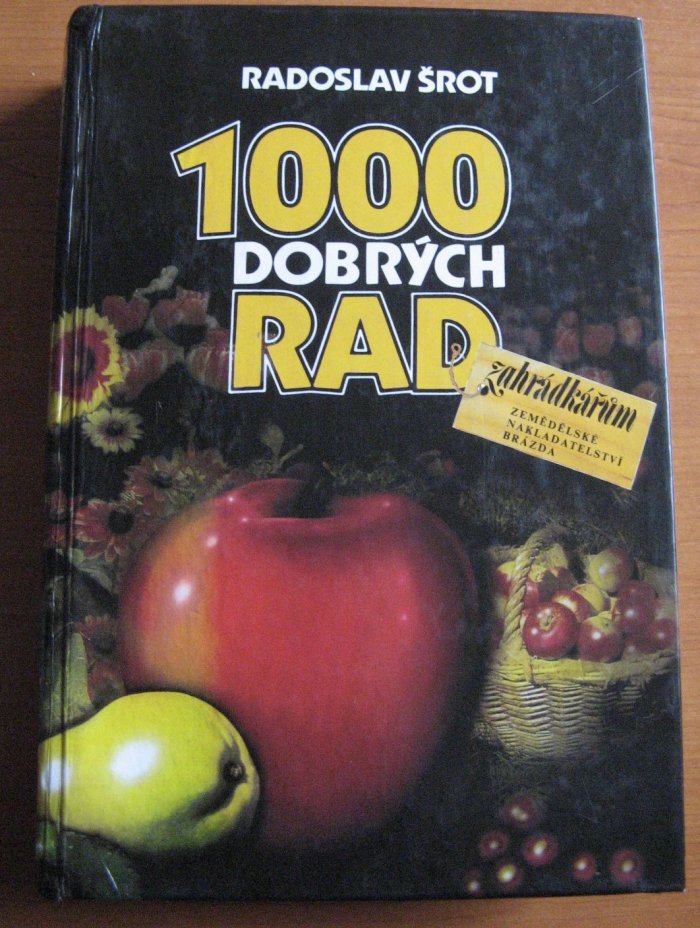 RADOSLAV ŠROT
1000
DOBRÝCH
RAD
zahrádkářům
ZEMĚDĚLSKÉ
NAKLADATELSTVÍ
BRÁZDA